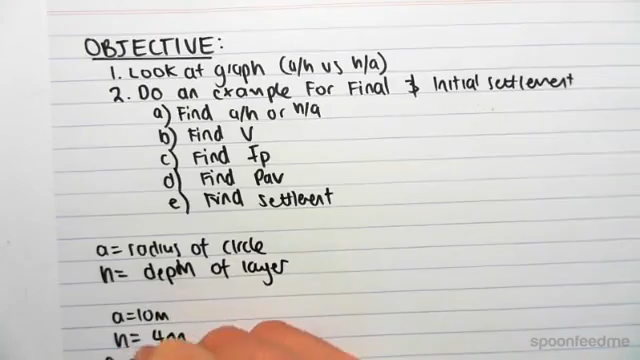 OBJECTIVE:
1. Look at graph (a/h vs h/a)
2. Do an example for Final & Initial settlement
a) Find a/h or h/a
b) Find V
c) Find Ip
d) Find Pav
e) Find settlement
a = radius of circle
h = depth of layer
a = 10m
h = 4m
spoonfeedme